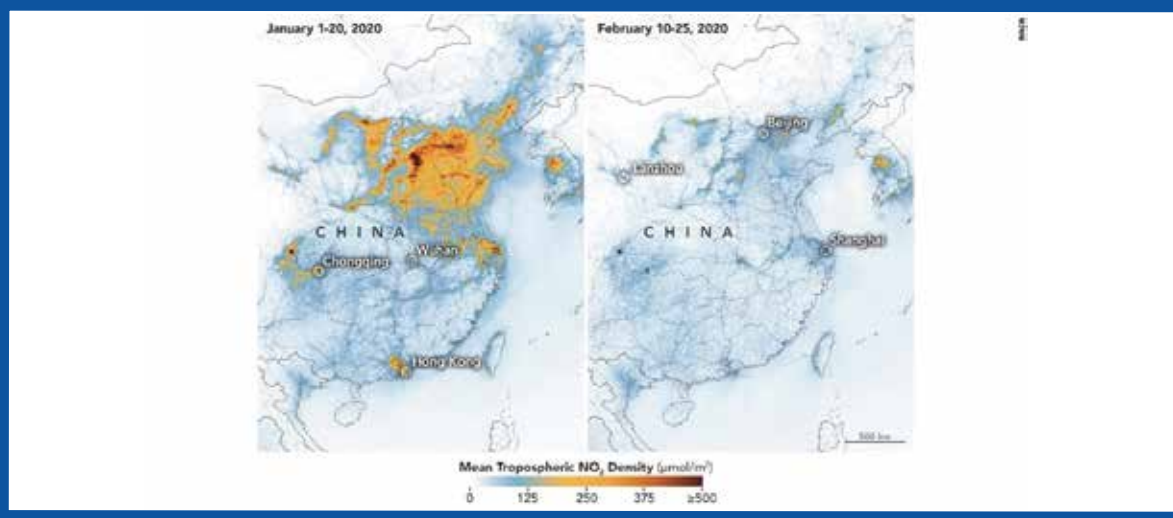 January 1-20, 2020
February 10-25, 2020
Beijing
Lanzhou
CHINA
CHINA
Wuhan
Shanghai
Chongqing
Hong Kong
500 km
Mean Tropospheric NO₂ Density (μmol/m²)
0 125 250 375 ≥500